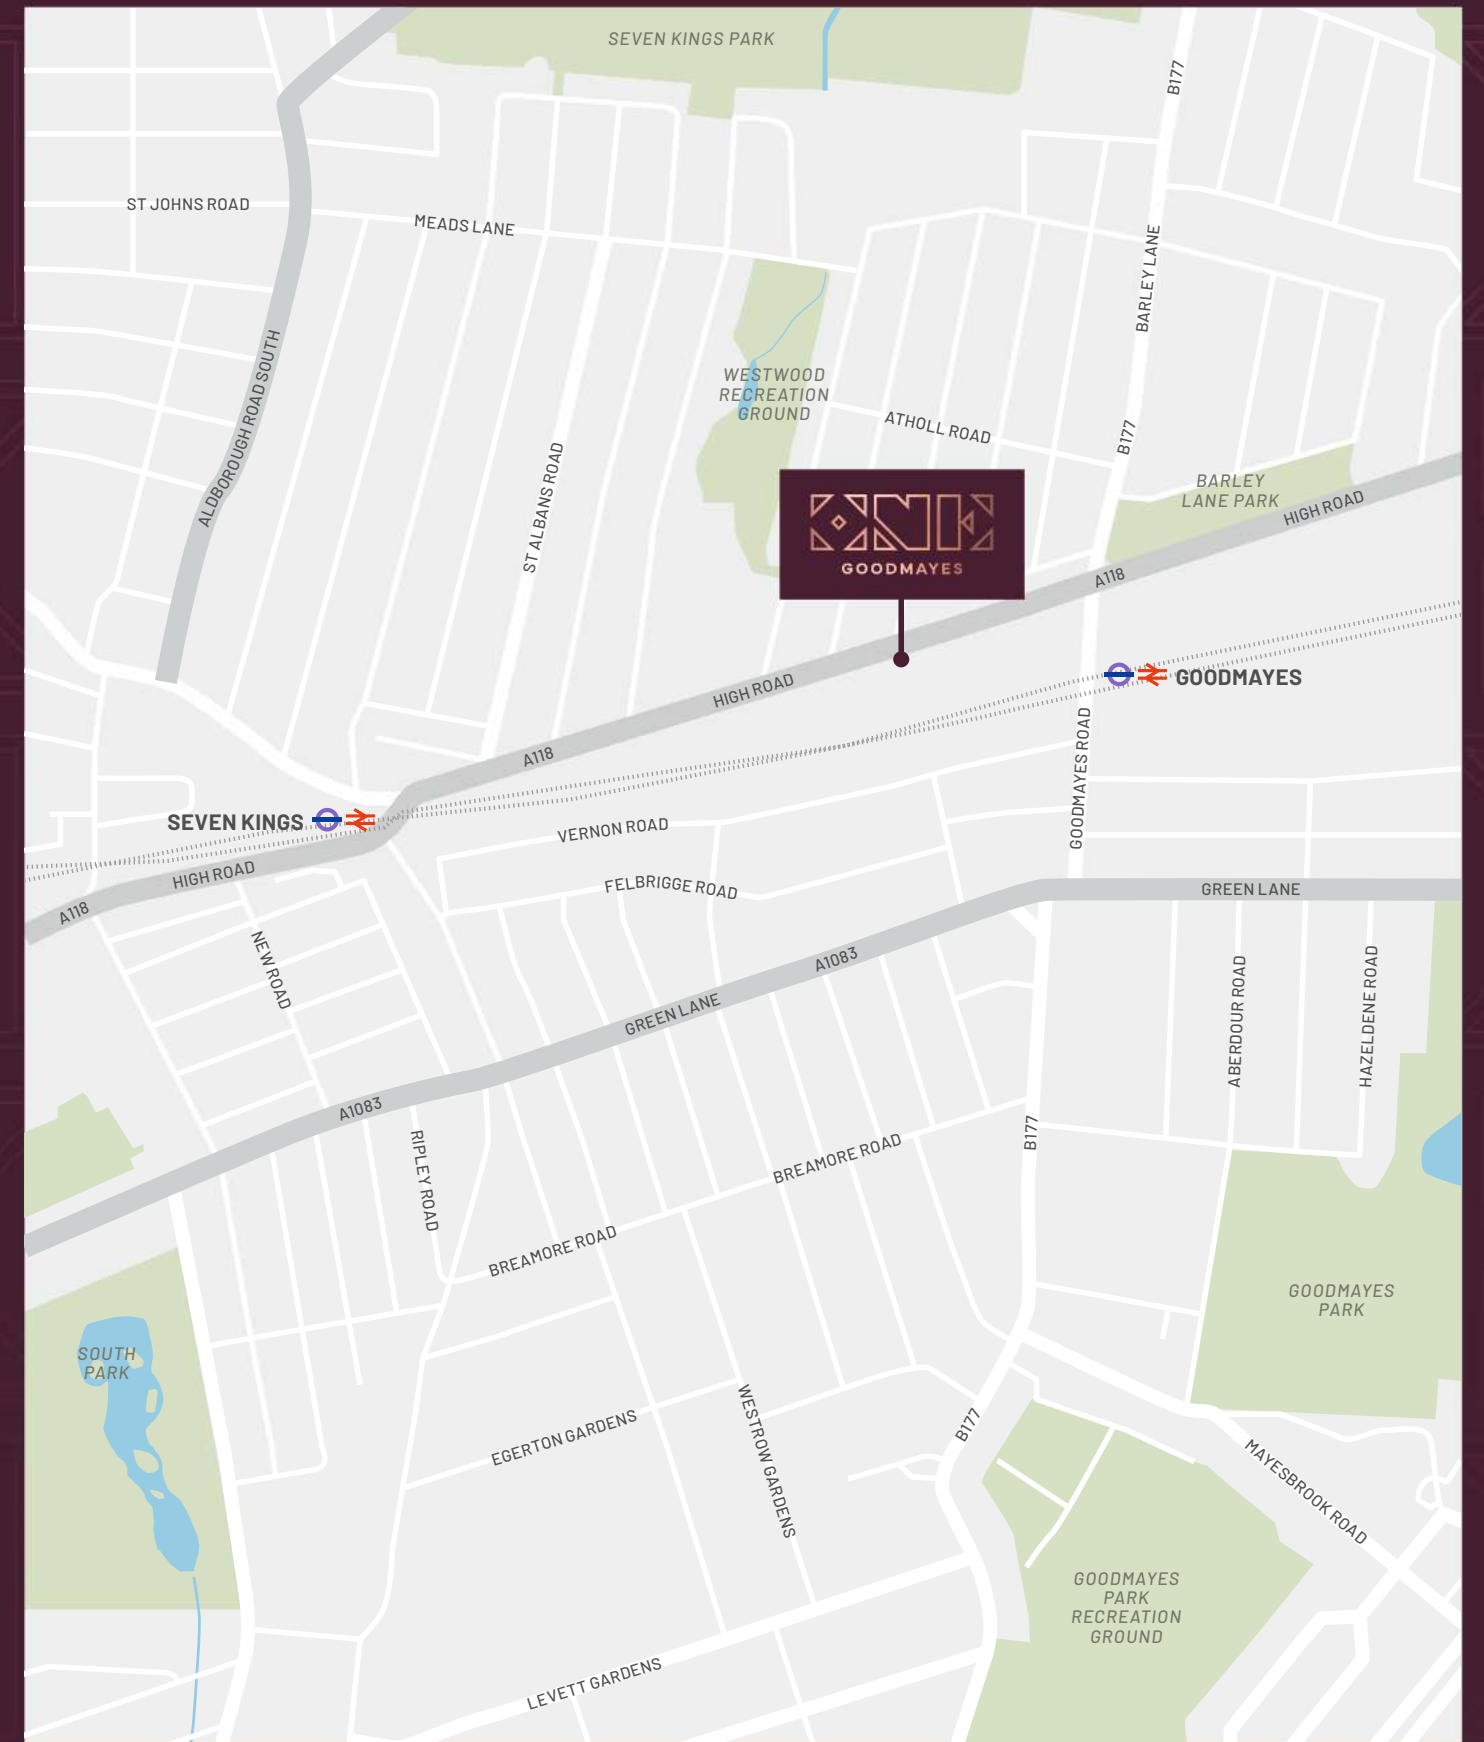 SEVEN KINGS PARK
B177
ST JOHNS ROAD
MEADS LANE
BARLEY LANE
ALDBOROUGH ROAD SOUTH
WESTWOOD
RECREATION
GROUND
ATHOLL ROAD
B177
ST ALBANS ROAD
BARLEY
LANE PARK
HIGH ROAD
ONE
GOODMAYES
A118
GOODMAYES
HIGH ROAD
A118
GOODMAYES ROAD
SEVEN KINGS
VERNON ROAD
HIGH ROAD
FELBRIGGE ROAD
GREEN LANE
A118
NEW ROAD
A1083
GREEN LANE
ABERDOUR ROAD
HAZELDENE ROAD
A1083
RIPLEY ROAD
B177
BREAMORE ROAD
BREAMORE ROAD
GOODMAYES
PARK
SOUTH
PARK
EGERTON GARDENS
WESTROW GARDENS
B177
MAYESBROOK ROAD
GOODMAYES
PARK
RECREATION
GROUND
LEVETT GARDENS